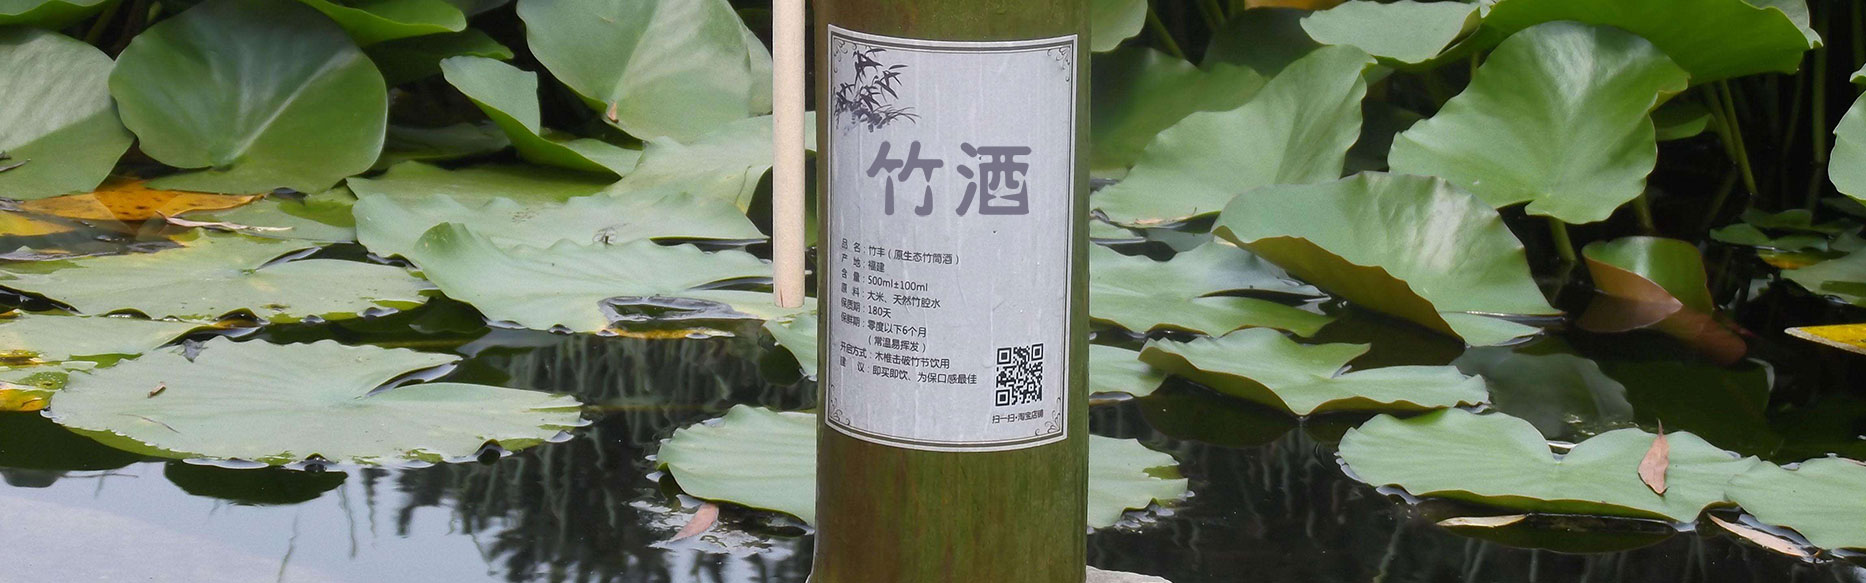 竹酒
品 名：竹丰（原生态竹筒酒）
产 地：福建
含 量：500ml±100ml
原 料：大米、天然竹腔水
保质期：180天
保鲜期：零度以下6个月
（常温易挥发）
开启方式：木椎击破竹节饮用
建 议：即买即饮、为保口感最佳
扫一扫·淘宝店铺